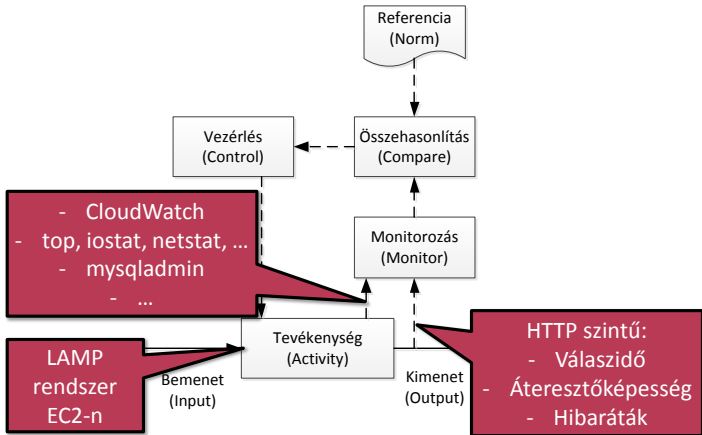 Referencia
(Norm)
Vezérlés
(Control)
Összehasonlítás
(Compare)
- CloudWatch
- top, iostat, netstat, …
- mysqladmin
- …
Monitorozás
(Monitor)
LAMP
rendszer
EC2-n
Bemenet
(Input)
Tevékenység
(Activity)
Kimenet
(Output)
HTTP szintű:
- Válaszidő
- Áteresztőképesség
- Hibaráták